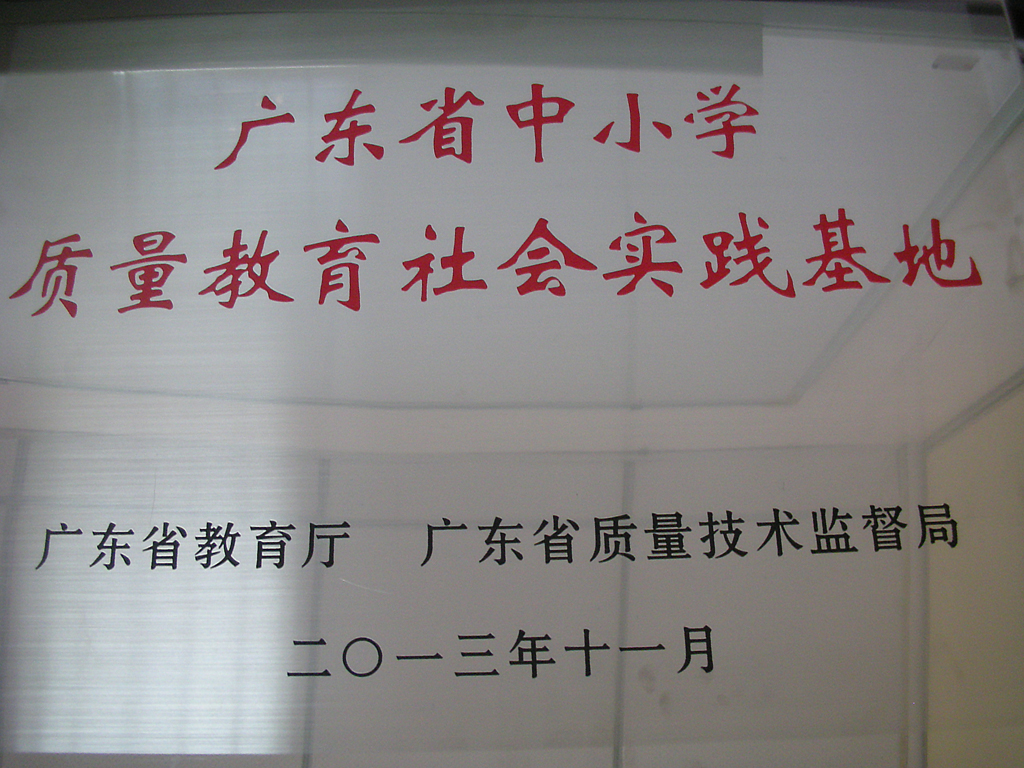 广东省中小学
质量教育社会实践基地
广东省教育厅 广东省质量技术监督局
二〇一三年十一月